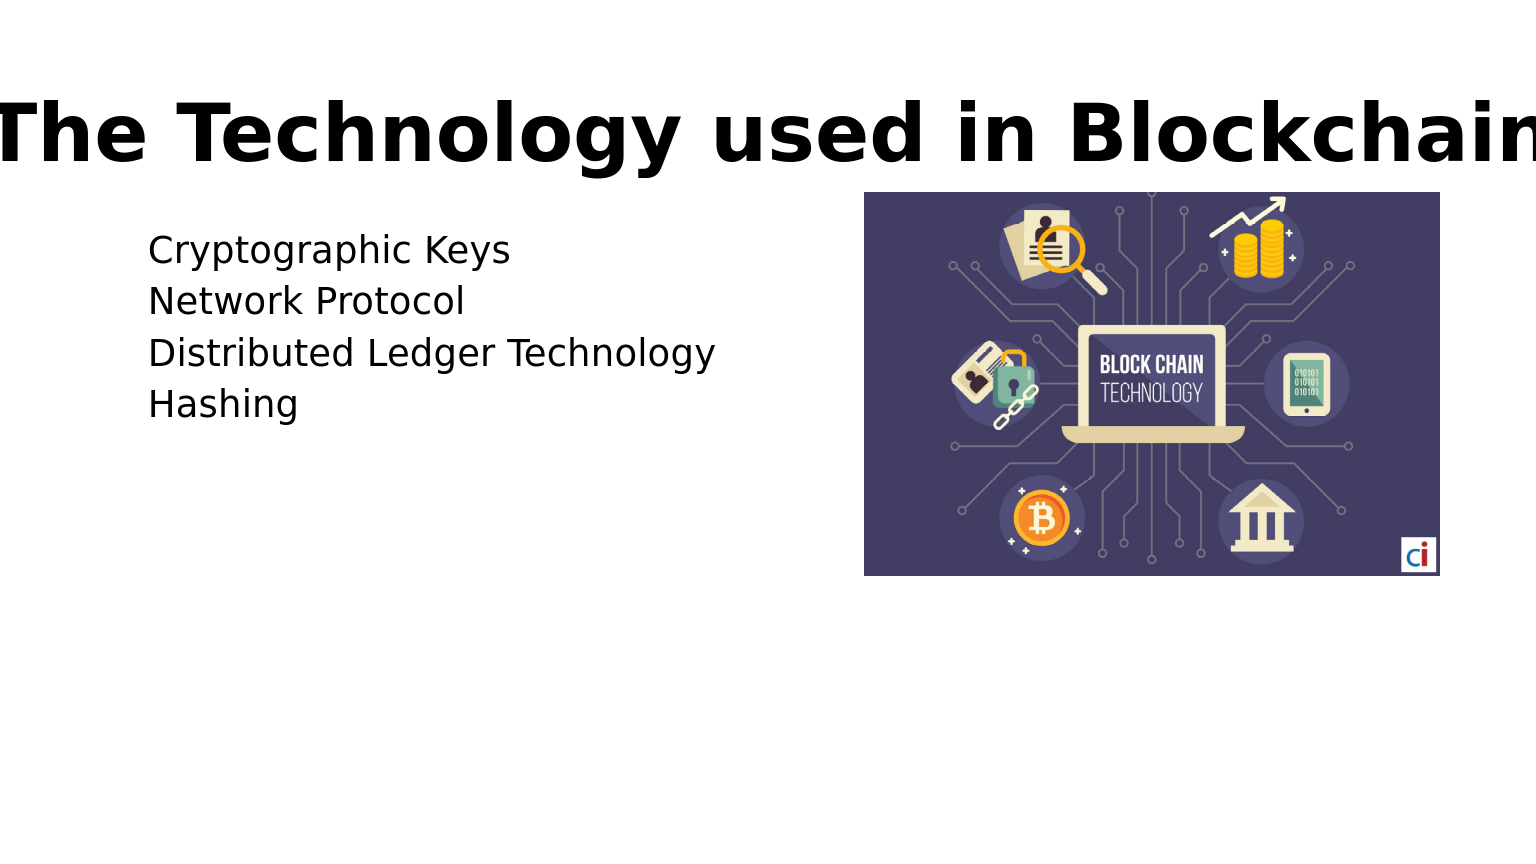 The Technology used in Blockchain
Cryptographic Keys
Network Protocol
Distributed Ledger Technology
Hashing
BLOCK CHAIN
TECHNOLOGY
010101
010101
010101
ci